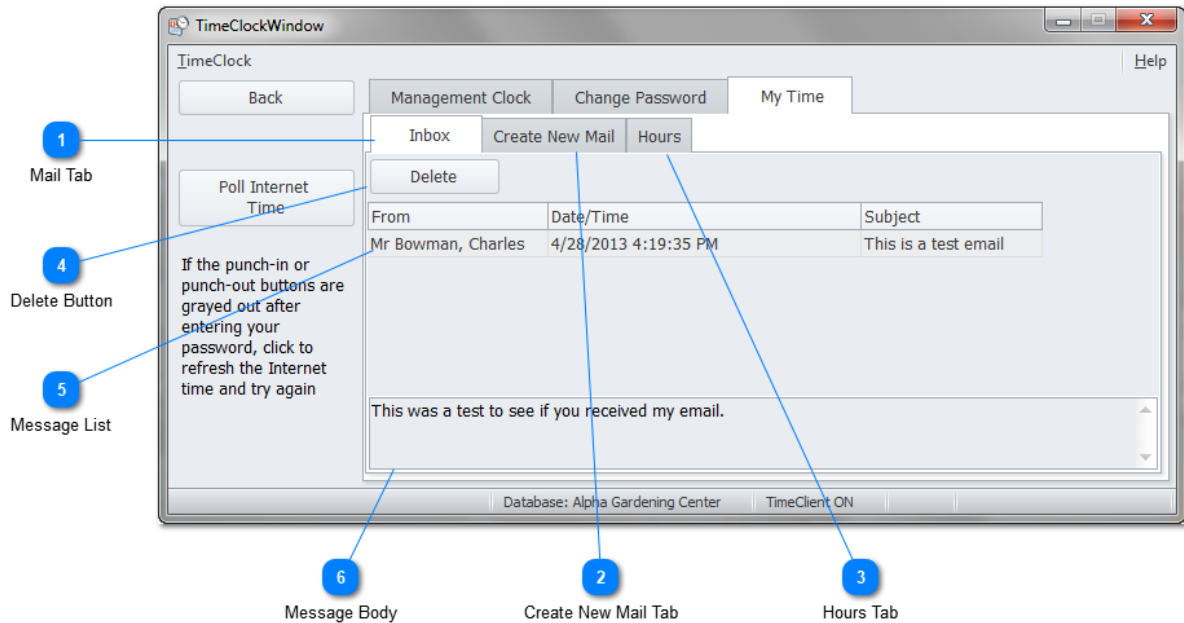 TimeClockWindow
TimeClock
Help
Back
Management Clock
Change Password
My Time
Inbox
Create New Mail
Hours
1
Mail Tab
Delete
Poll Internet
Time
From
Date/Time
Subject
Mr Bowman, Charles
4/28/2013 4:19:35 PM
This is a test email
4
Delete Button
If the punch-in or
punch-out buttons are
grayed out after
entering your
password, click to
refresh the Internet
time and try again
5
Message List
This was a test to see if you received my email.
Database: Alpha Gardening Center
TimeClient ON
6
Message Body
2
Create New Mail Tab
3
Hours Tab